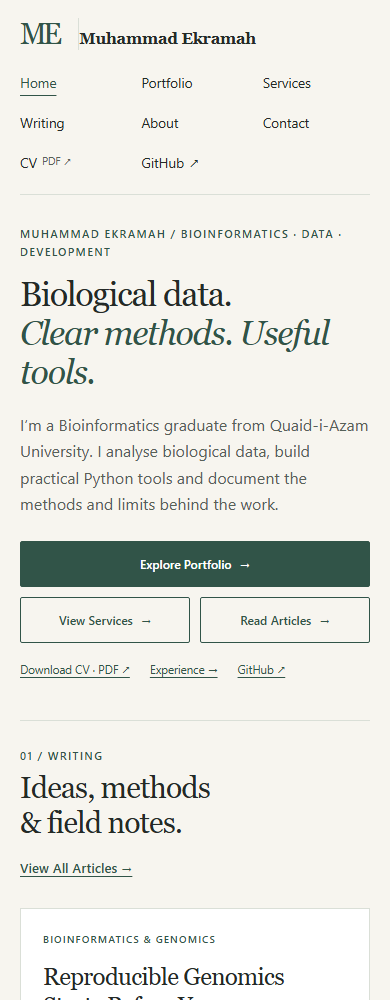 ME Muhammad Ekramah
Home Portfolio Services
Writing About Contact
CV PDF ↗ GitHub ↗
MUHAMMAD EKRAMAH / BIOINFORMATICS · DATA ·
DEVELOPMENT
Biological data.
Clear methods. Useful
tools.
I’m a Bioinformatics graduate from Quaid-i-Azam
University. I analyse biological data, build
practical Python tools and document the
methods and limits behind the work.
Explore Portfolio →
View Services → Read Articles →
Download CV · PDF ↗ Experience → GitHub ↗
01 / WRITING
Ideas, methods
& field notes.
View All Articles →
BIOINFORMATICS & GENOMICS
Reproducible Genomics